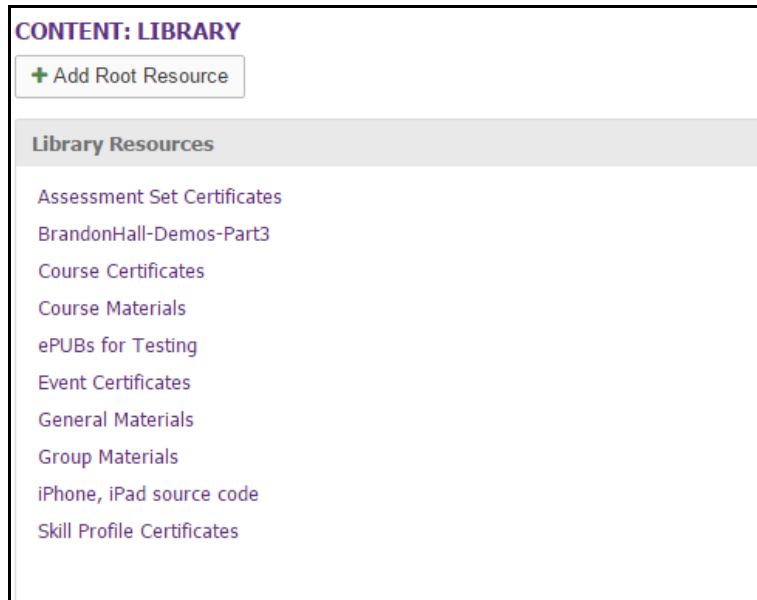 CONTENT: LIBRARY
+ Add Root Resource
Library Resources
Assessment Set Certificates
BrandonHall-Demos-Part3
Course Certificates
Course Materials
ePUBs for Testing
Event Certificates
General Materials
Group Materials
iPhone, iPad source code
Skill Profile Certificates